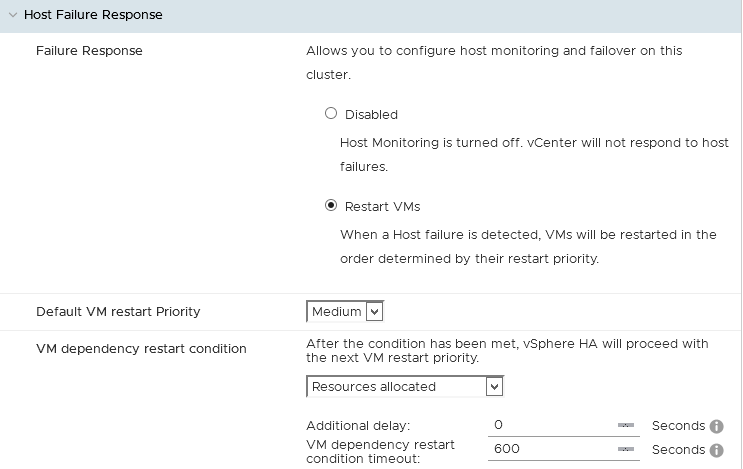 Host Failure Response
Failure Response
Allows you to configure host monitoring and failover on this
cluster.
Disabled
Host Monitoring is turned off. vCenter will not respond to host
failures.
Restart VMs
When a Host failure is detected, VMs will be restarted in the
order determined by their restart priority.
Default VM restart Priority
Medium
VM dependency restart condition
After the condition has been met, vSphere HA will proceed with
the next VM restart priority.
Resources allocated
Additional delay:
0
Seconds
VM dependency restart
condition timeout:
600
Seconds